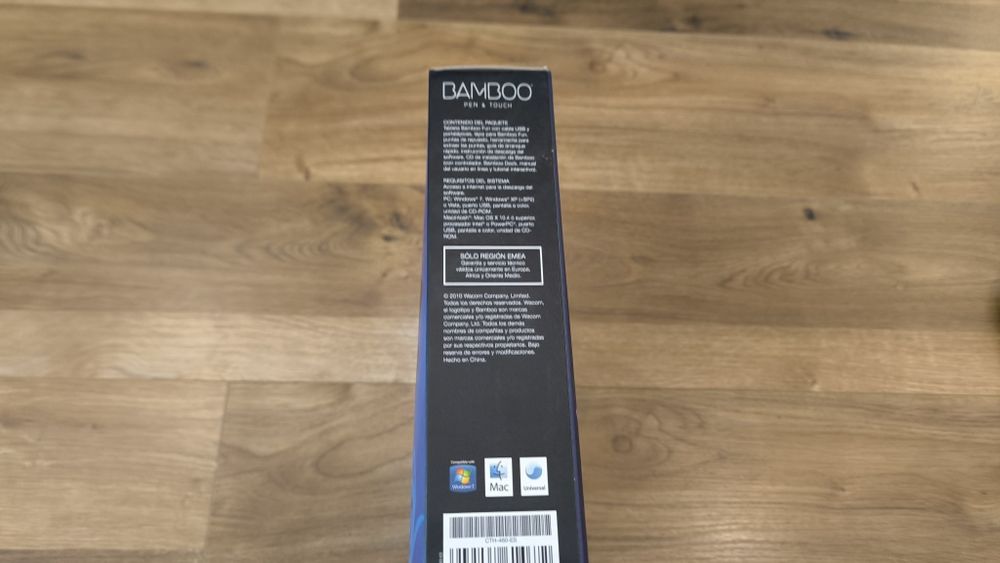 BAMBOO
PEN & TOUCH
CONTENIDO DEL PAQUETE
Tableta Bamboo Fun con cable USB y
portalápices, lápiz para Bamboo Fun,
puntas de repuesto, herramienta para
extraer las puntas, guía de arranque
rápido, instrucción de descarga del
software, CD de instalación de Bamboo
(con controlador, Bamboo Dock, manual
del usuario en línea y tutorial interactivo).
REQUISITOS DEL SISTEMA
Acceso a internet para la descarga del
software.
PC: Windows® 7, Windows® XP (+SP2)
o Vista, puerto USB, pantalla a color,
unidad de CD-ROM.
Macintosh®: Mac OS X 10.4 ó superior,
procesador Intel® o PowerPC®, puerto
USB, pantalla a color, unidad de CD-
ROM.
SÓLO REGIÓN EMEA
Garantía y servicio técnico
válidos únicamente en Europa,
África y Oriente Medio.
© 2010 Wacom Company, Limited.
Todos los derechos reservados. Wacom,
el logotipo y Bamboo son marcas
comerciales y/o registradas de Wacom
Company, Ltd. Todos los demás
nombres de compañías y productos
son marcas comerciales y/o registradas
por sus respectivos propietarios. Bajo
reserva de errores y modificaciones.
Hecho en China.
Compatible with
Windows 7
Mac
Universal
CTH-460-ES